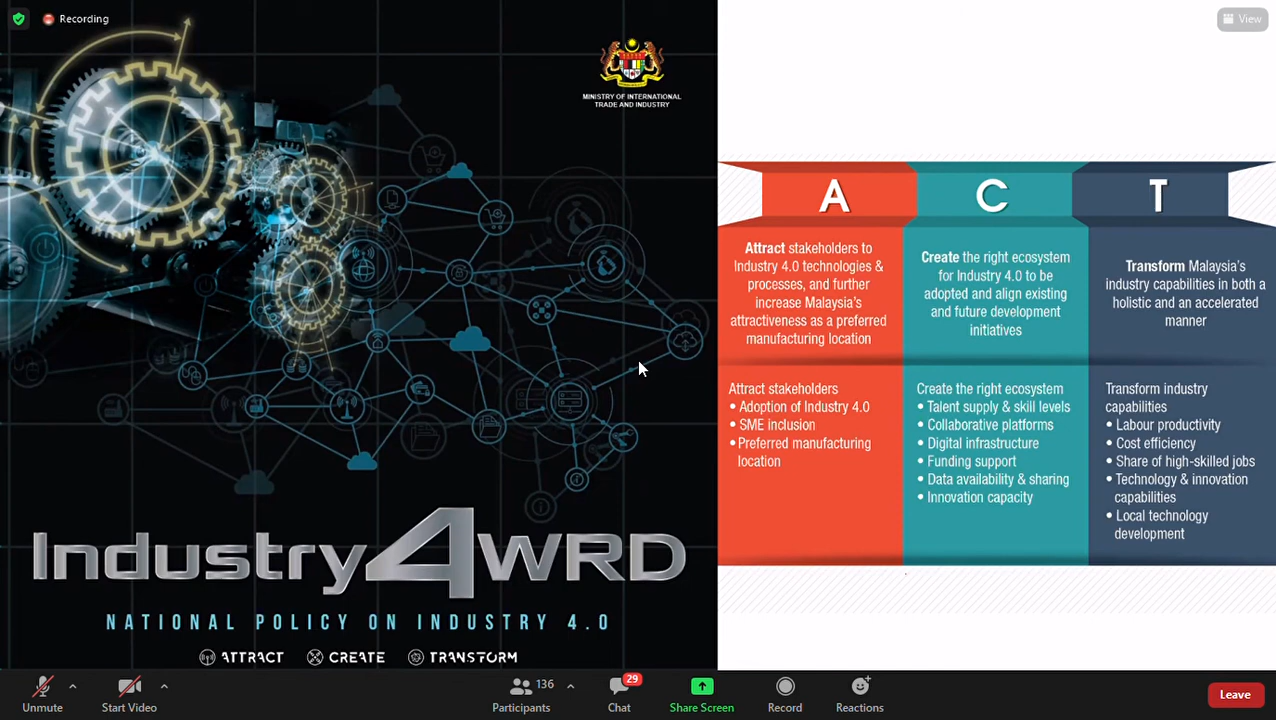 Recording
View
MINISTRY OF INTERNATIONAL
TRADE AND INDUSTRY
A
C
T
Attract stakeholders to
Industry 4.0 technologies &
processes, and further
increase Malaysia's
attractiveness as a preferred
manufacturing location
Create the right ecosystem
for Industry 4.0 to be
adopted and align existing
and future development
initiatives
Transform Malaysia's
industry capabilities in both a
holistic and an accelerated
manner
Attract stakeholders
• Adoption of Industry 4.0
• SME inclusion
• Preferred manufacturing
location
Create the right ecosystem
• Talent supply & skill levels
• Collaborative platforms
• Digital infrastructure
• Funding support
• Data availability & sharing
• Innovation capacity
Transform industry
capabilities
• Labour productivity
• Cost efficiency
• Share of high-skilled jobs
• Technology & innovation
capabilities
• Local technology
development
Industry4WRD
NATIONAL POLICY ON INDUSTRY 4.0
ATTRACT CREATE TRANSFORM
136
29
Unmute
Start Video
Participants
Chat
Share Screen
Record
Reactions
Leave